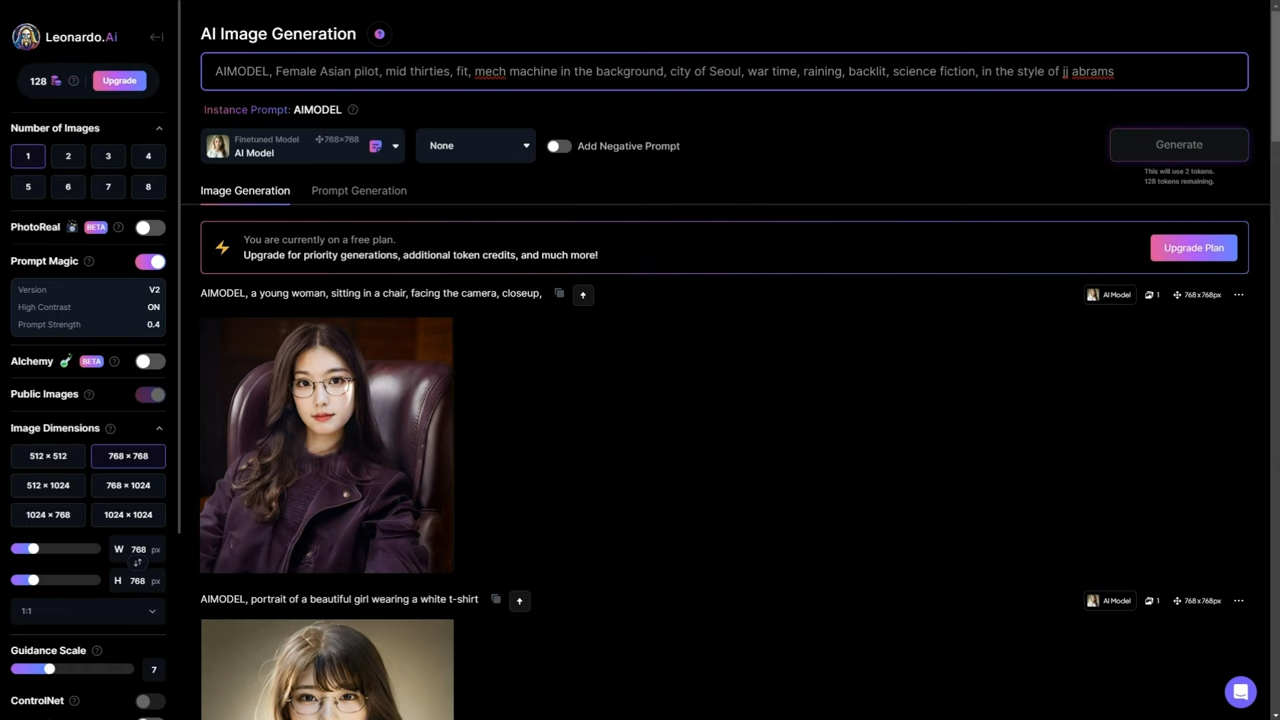 Leonardo.Ai
128
Upgrade
Number of Images
1 2 3 4
5 6 7 8
PhotoReal BETA
Prompt Magic
Version V2
High Contrast ON
Prompt Strength 0.4
Alchemy BETA
Public Images
Image Dimensions
512 × 512 768 × 768
512 × 1024 768 × 1024
1024 × 768 1024 × 1024
W 768 px
H 768 px
1:1
Guidance Scale
7
ControlNet
AI Image Generation
AIMODEL, Female Asian pilot, mid thirties, fit, mech machine in the background, city of Seoul, war time, raining, backlit, science fiction, in the style of jj abrams
Instance Prompt: AIMODEL
Finetuned Model 768×768
AI Model
None
Add Negative Prompt
Generate
This will use 2 tokens.
128 tokens remaining.
Image Generation Prompt Generation
You are currently on a free plan.
Upgrade for priority generations, additional token credits, and much more!
Upgrade Plan
AIMODEL, a young woman, sitting in a chair, facing the camera, closeup,
AI Model 1 768x768px
AIMODEL, portrait of a beautiful girl wearing a white t-shirt
AI Model 1 768x768px